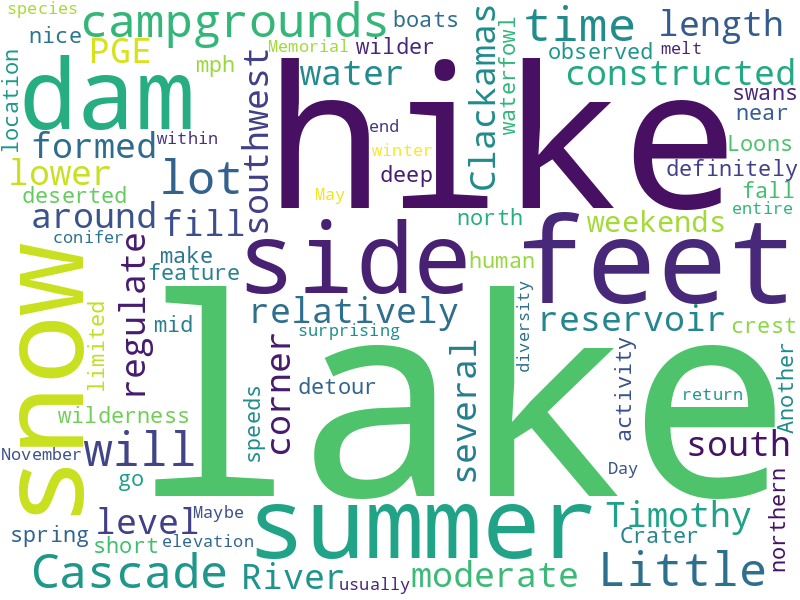 species
campgrounds
boats
time
length
nice
PGE
Memorial
wilder
observed
melt
mph
water
constructed
dam
hike
location
southwest
Clackamas
waterfowl
swans
near
formed
within
end
Loons
lower
lot
winter
deep
definitely
deserted
May
fall
around
fill
north
weekends
entire
conifer
side
feet
make
human
feature
snow
regulate
mid
limited
relatively
reservoir
crest
surprising
lake
diversity
corner
detour
several
activity
Another
return
speeds
wilderness
will
south
November
go
Day
level
Maybe
summer
Timothy
northern
spring
short
elevation
Crater
Cascade
River
usually
moderate
Little